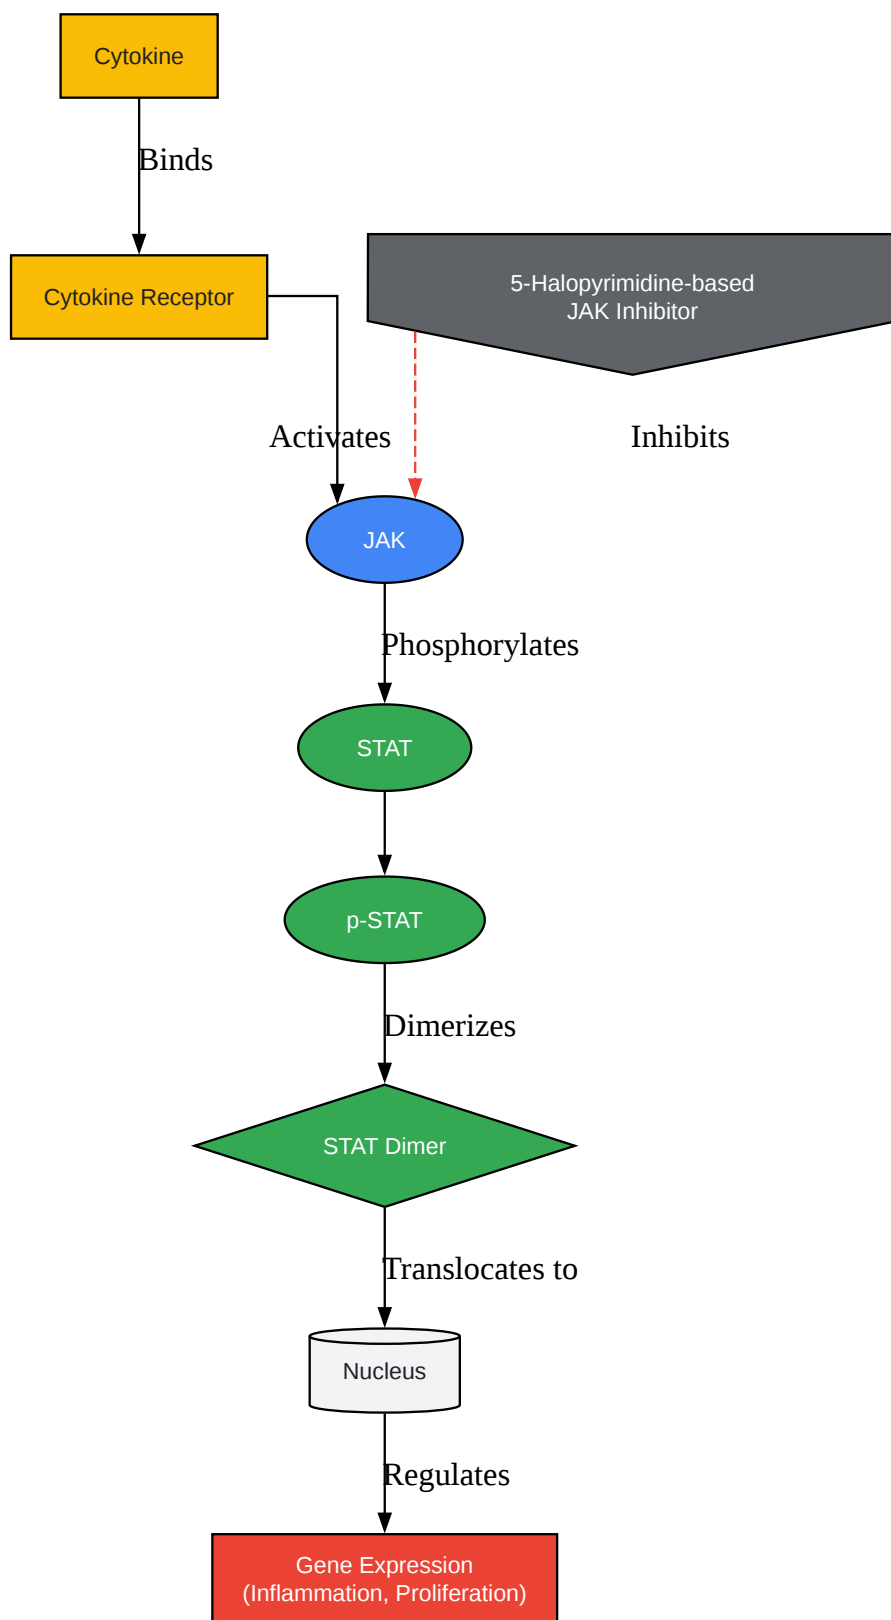 Cytokine
Binds
Cytokine Receptor
5-Halopyrimidine-based
JAK Inhibitor
Activates
Inhibits
JAK
Phosphorylates
STAT
p-STAT
Dimerizes
STAT Dimer
Translocates to
Nucleus
Regulates
Gene Expression
(Inflammation, Proliferation)